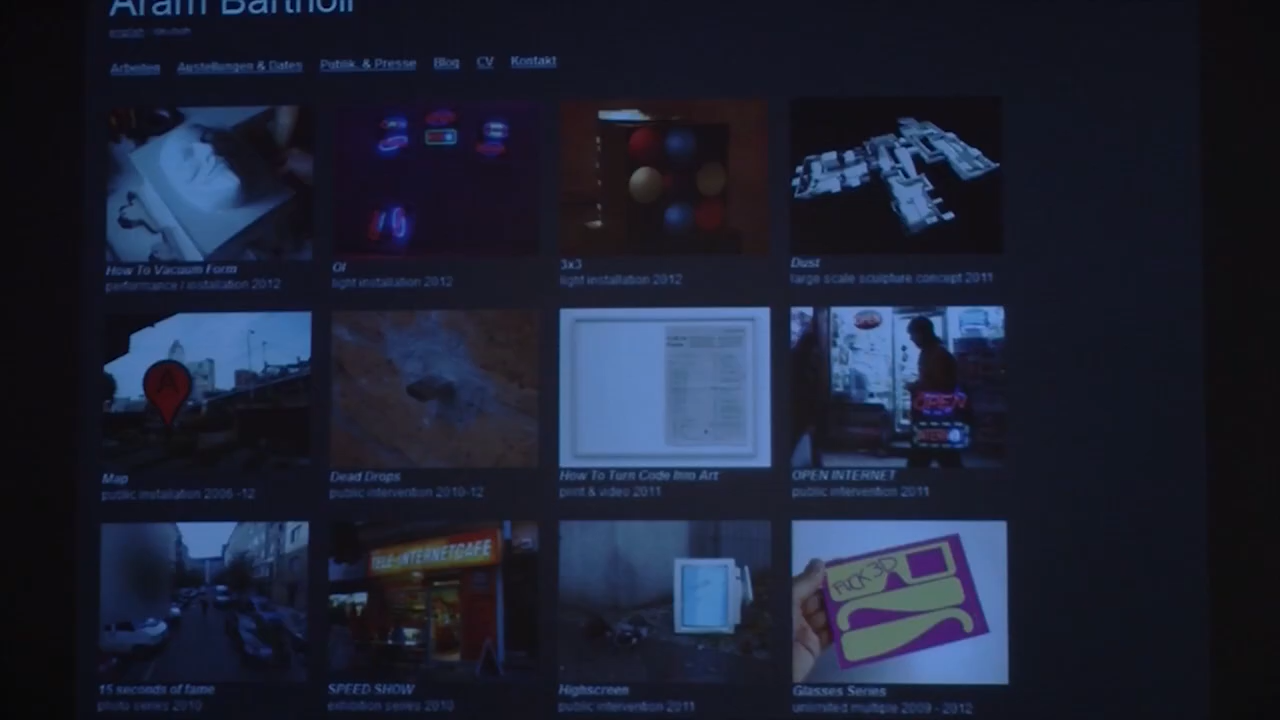 Aram Bartholl
english deutsch
Arbeiten Austellungen & Dates Publik. & Presse Blog CV Kontakt
How To Vacuum Form
performance / installation 2012
OI
light installation 2012
3x3
light installation 2012
Dust
large scale sculpture concept 2011
A
Map
public installation 2006 -12
Dead Drops
public intervention 2010-12
How To Turn Code Into Art
print & video 2011
OPEN
OPEN INTERNET
public intervention 2011
TELE-INTERNETCAFE
FUCK 3D
15 seconds of fame
photo series 2010
SPEED SHOW
exhibition series 2010
Highscreen
public intervention 2011
Glasses Series
unlimited multiple 2009 - 2012